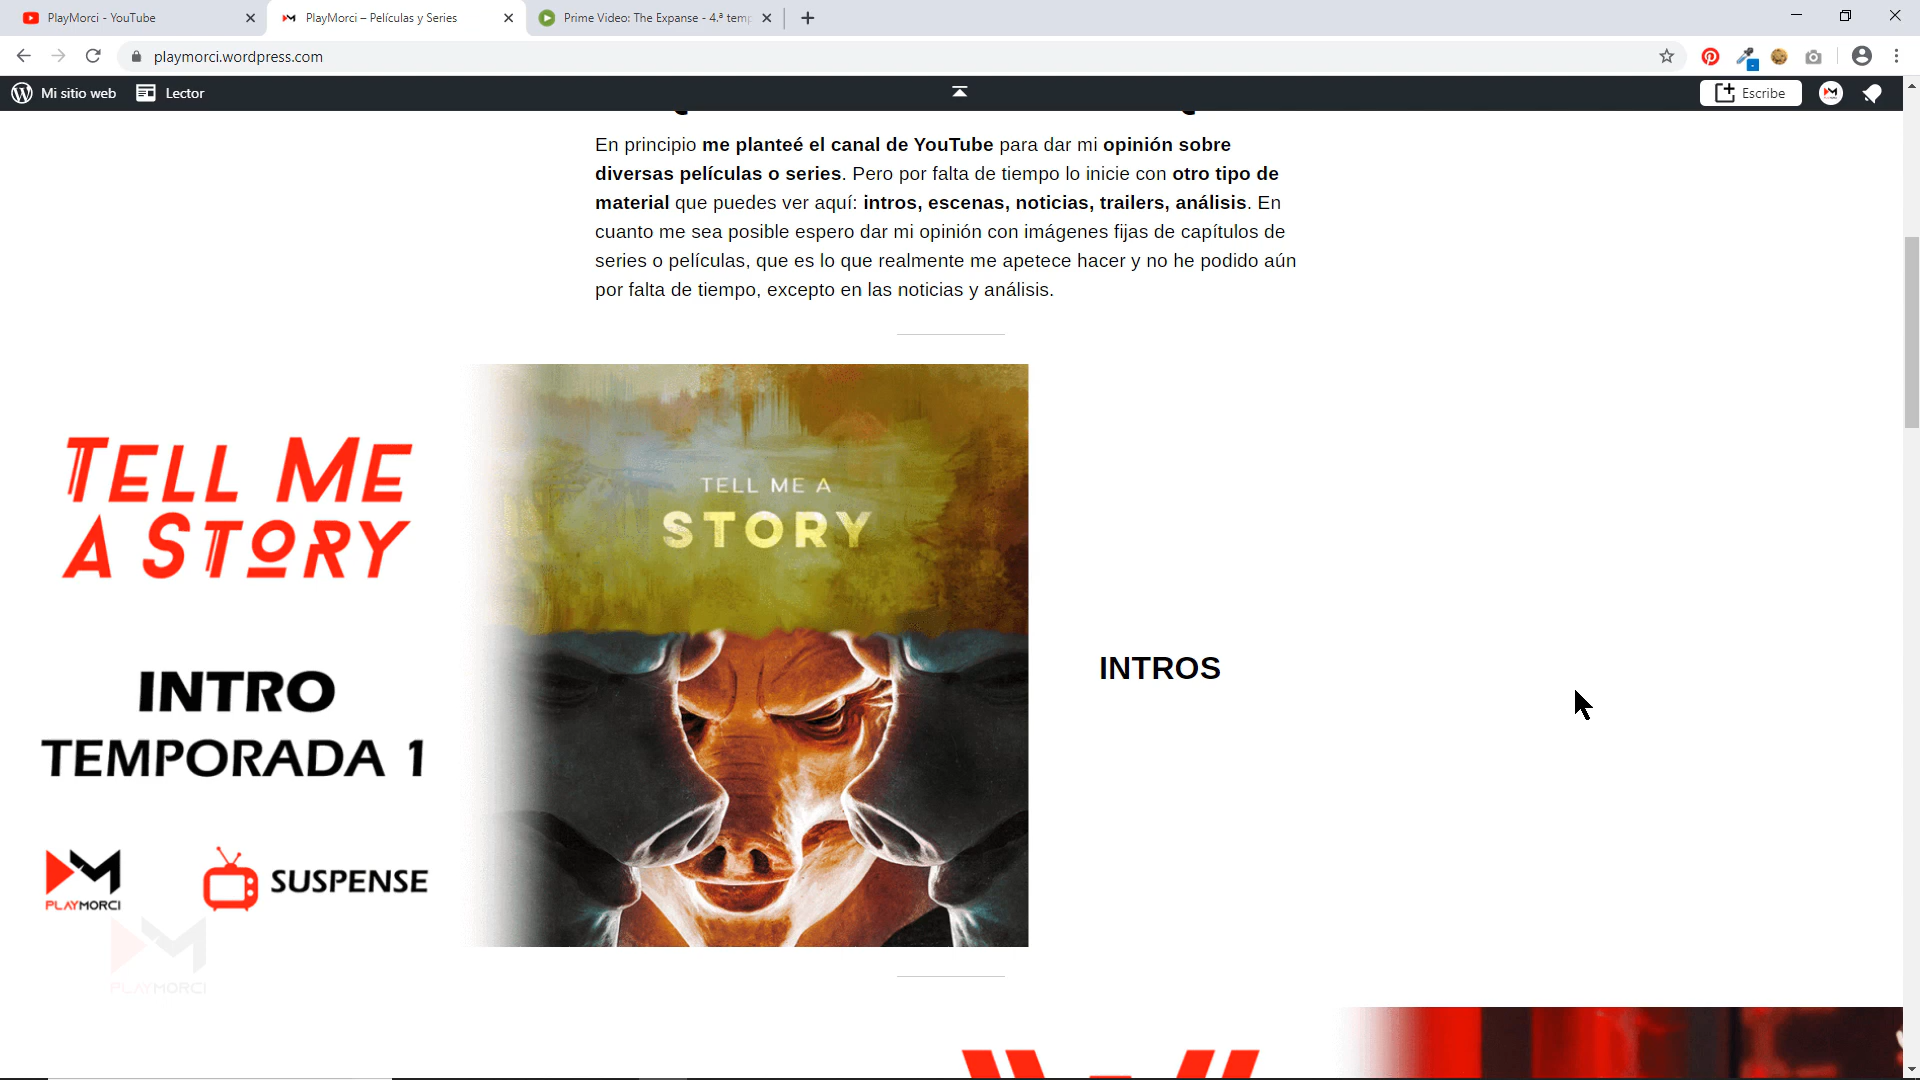 PlayMorci - YouTube
PlayMorci – Películas y Series
Prime Video: The Expanse - 4.ª temp
playmorci.wordpress.com
Mi sitio web
Lector
Escribe
En principio me planteé el canal de YouTube para dar mi opinión sobre
diversas películas o series. Pero por falta de tiempo lo inicie con otro tipo de
material que puedes ver aquí: intros, escenas, noticias, trailers, análisis. En
cuanto me sea posible espero dar mi opinión con imágenes fijas de capítulos de
series o películas, que es lo que realmente me apetece hacer y no he podido aún
por falta de tiempo, excepto en las noticias y análisis.
TELL ME
A STORY
INTRO
TEMPORADA 1
PLAYMORCI
SUSPENSE
PLAYMORCI
TELL ME A
STORY
INTROS